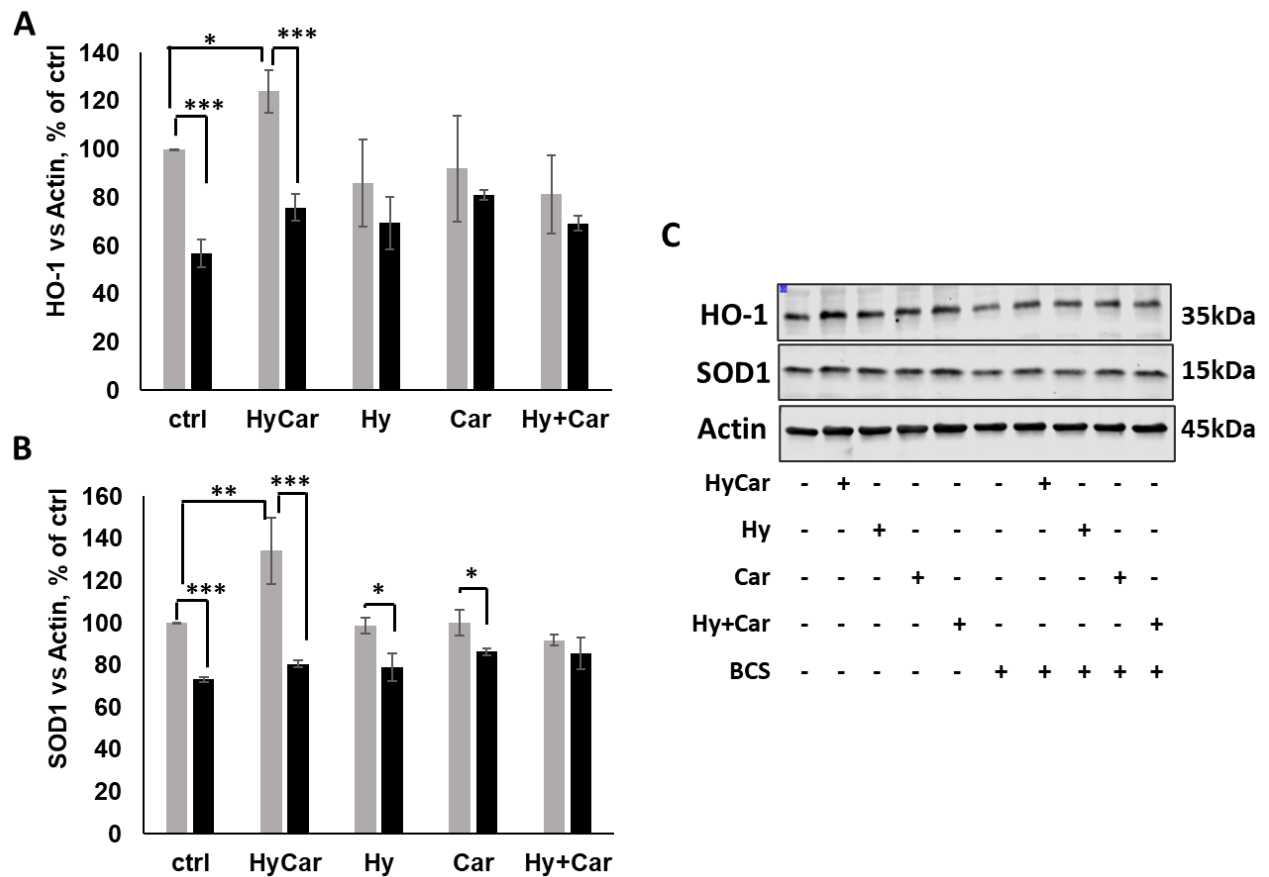 A
HO-1 vs Actin, % of ctrl
140
120
100
80
60
40
20
0
*
***
***
ctrl HyCar Hy Car Hy+Car
B
SOD1 vs Actin, % of ctrl
160
140
120
100
80
60
40
20
0
**
***
***
*
*
ctrl HyCar Hy Car Hy+Car
C
HO-1 35kDa
SOD1 15kDa
Actin 45kDa
HyCar - + - - - - + - - -
Hy - - + - - - - + - -
Car - - - + - - - - + -
Hy+Car - - - - + - - - - +
BCS - - - - - + + + + +